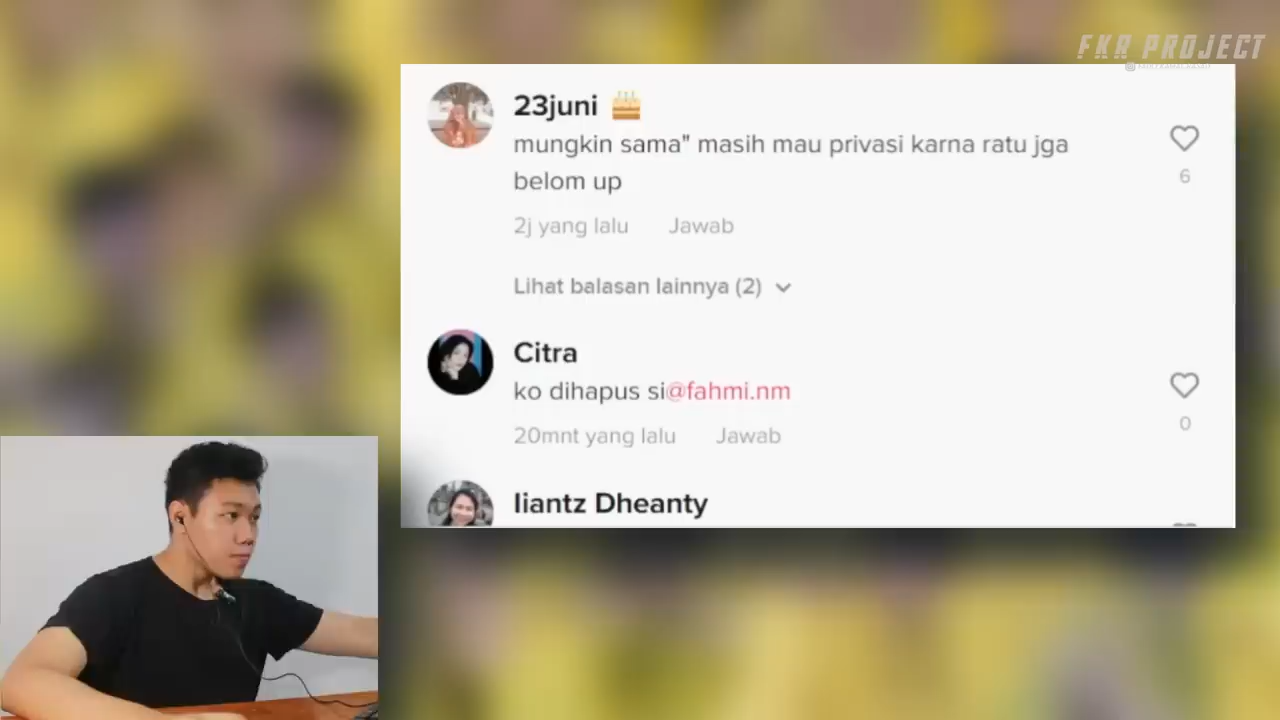 FKR PROJECT
23juni 🎂
mungkin sama" masih mau privasi karna ratu jga
belom up
6
2j yang lalu Jawab
Lihat balasan lainnya (2)
Citra
ko dihapus si@fahmi.nm
0
20mnt yang lalu Jawab
liantz Dheanty